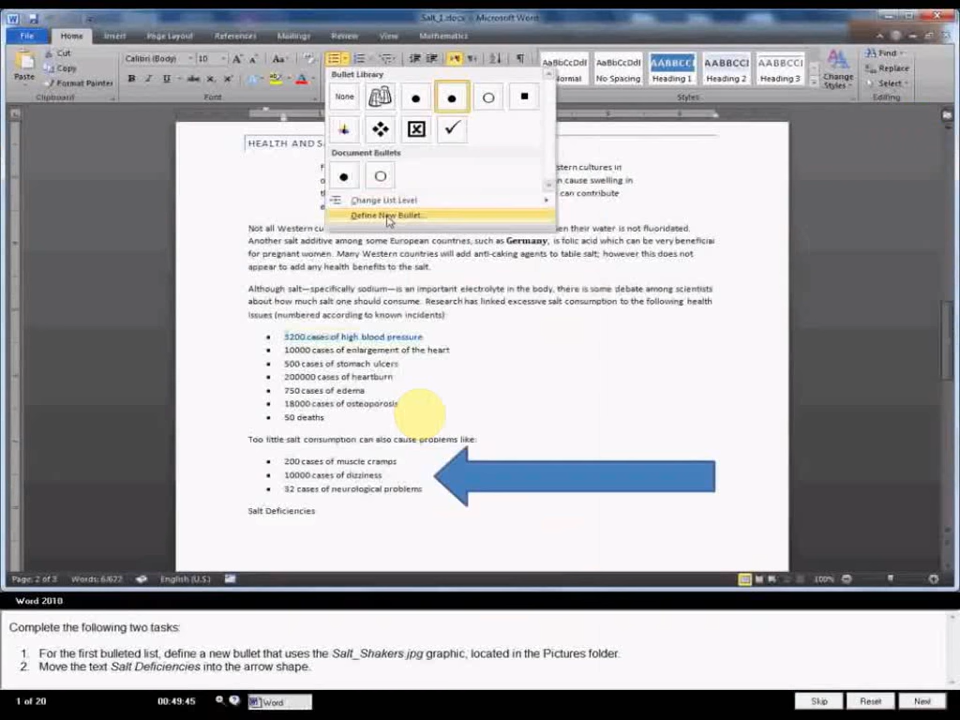 Salt_1.docx - Microsoft Word
File Home Insert Page Layout References Mailings Review View Mathematics
Cut
Copy
Format Painter
Paste
Clipboard
Calibri (Body) 10
B I U
Font
AaBbCcDdI AaBbCcDdI AABBCCI AABBCCDI AABBCCDI
Normal No Spacing Heading 1 Heading 2 Heading 3
Change Styles
Styles
Find
Replace
Select
Editing
Bullet Library
None
Document Bullets
Change List Level
Define New Bullet...
HEALTH AND S
stern cultures in
n cause swelling in
can contribute
Not all Western cu en their water is not fluoridated.
Another salt additive among some European countries, such as Germany, is folic acid which can be very beneficial
for pregnant women. Many Western countries will add anti-caking agents to table salt; however this does not
appear to add any health benefits to the salt.
Although salt—specifically sodium—is an important electrolyte in the body, there is some debate among scientists
about how much salt one should consume. Research has linked excessive salt consumption to the following health
issues (numbered according to known incidents)
• 3200 cases of high blood pressure
• 10000 cases of enlargement of the heart
• 500 cases of stomach ulcers
• 200000 cases of heartburn
• 750 cases of edema
• 18000 cases of osteoporosis
• 50 deaths
Too little salt consumption can also cause problems like:
• 200 cases of muscle cramps
• 10000 cases of dizziness
• 32 cases of neurological problems
Salt Deficiencies
Page: 2 of 3 Words: 6/672 English (U.S.) 100%
Word 2010
Complete the following two tasks:
1. For the first bulleted list, define a new bullet that uses the Salt_Shakers.jpg graphic, located in the Pictures folder.
2. Move the text Salt Deficiencies into the arrow shape.
1 of 20 00:49:45 Word Skip Reset Next